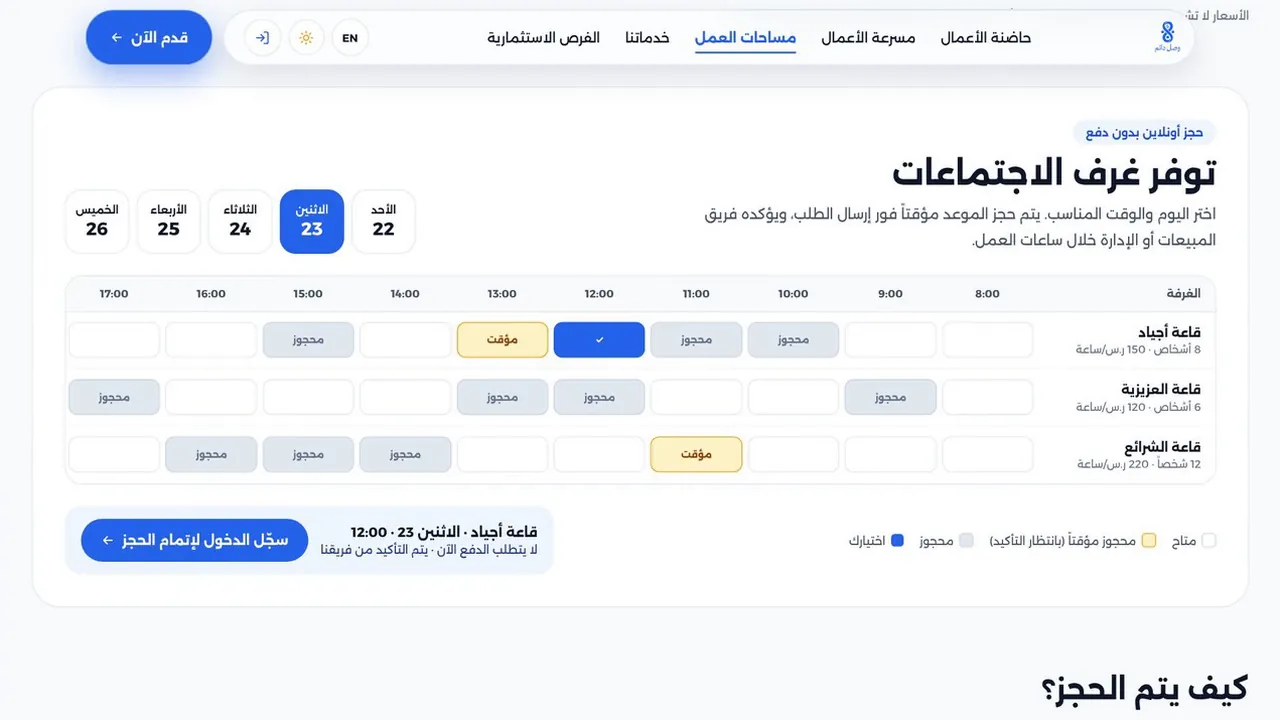 الأسعار لا
وصل دائم
حاضنة الأعمال
مسرعة الأعمال
مساحات العمل
خدماتنا
الفرص الاستثمارية
EN
قدم الآن ←
حجز أونلاين بدون دفع
توفر غرف الاجتماعات
اختر اليوم والوقت المناسب. يتم حجز الموعد مؤقتاً فور إرسال الطلب، ويؤكده فريق
المبيعات أو الإدارة خلال ساعات العمل.
الأحد
22
الاثنين
23
الثلاثاء
24
الأربعاء
25
الخميس
26
الغرفة 8:00 9:00 10:00 11:00 12:00 13:00 14:00 15:00 16:00 17:00
قاعة أجياد
8 أشخاص · 150 ر.س/ساعة
محجوز محجوز ✓ مؤقت محجوز
قاعة العزيزية
6 أشخاص · 120 ر.س/ساعة
محجوز محجوز محجوز محجوز
قاعة الشرائع
12 شخصاً · 220 ر.س/ساعة
مؤقت محجوز محجوز محجوز
متاح
محجوز مؤقتاً (بانتظار التأكيد)
محجوز
اختيارك
قاعة أجياد · الاثنين 23 · 12:00
لا يتطلب الدفع الآن · يتم التأكيد من فريقنا
سجّل الدخول لإتمام الحجز ←
كيف يتم الحجز؟